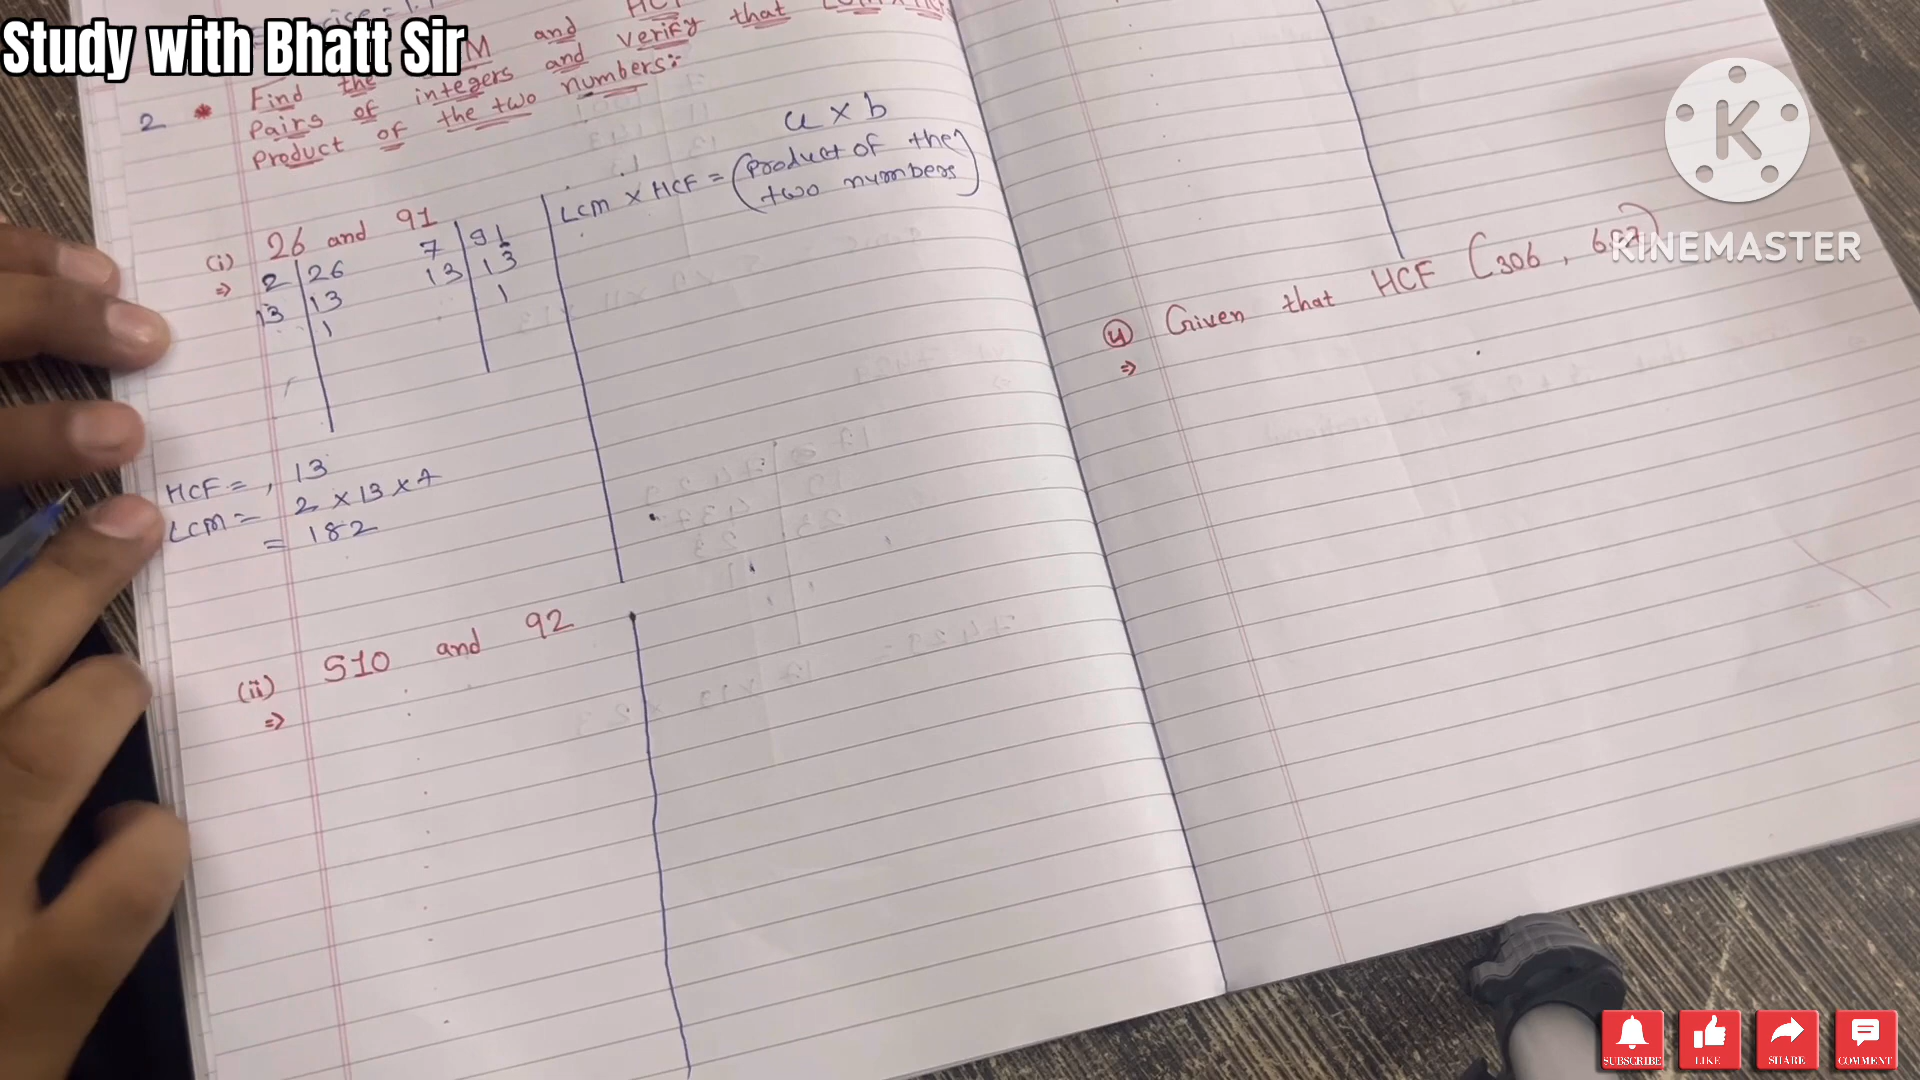 Study with Bhatt Sir
2 * Find the LCM and HCF
pairs of integers and verify that LCM x HCF
product of the two numbers:-
(i) 26 and 91
⇒ 2 | 26 7 | 91
13 | 13 13 | 13
1 1
HCF = , 13
LCM = 2 x 13 x 7
= 182
a x b
LCM x HCF = (product of the
two numbers)
(ii) 510 and 92
⇒
(4) Given that HCF (306, 657)
⇒
K
KINEMASTER
SUBSCRIBE
LIKE
SHARE
COMMENT